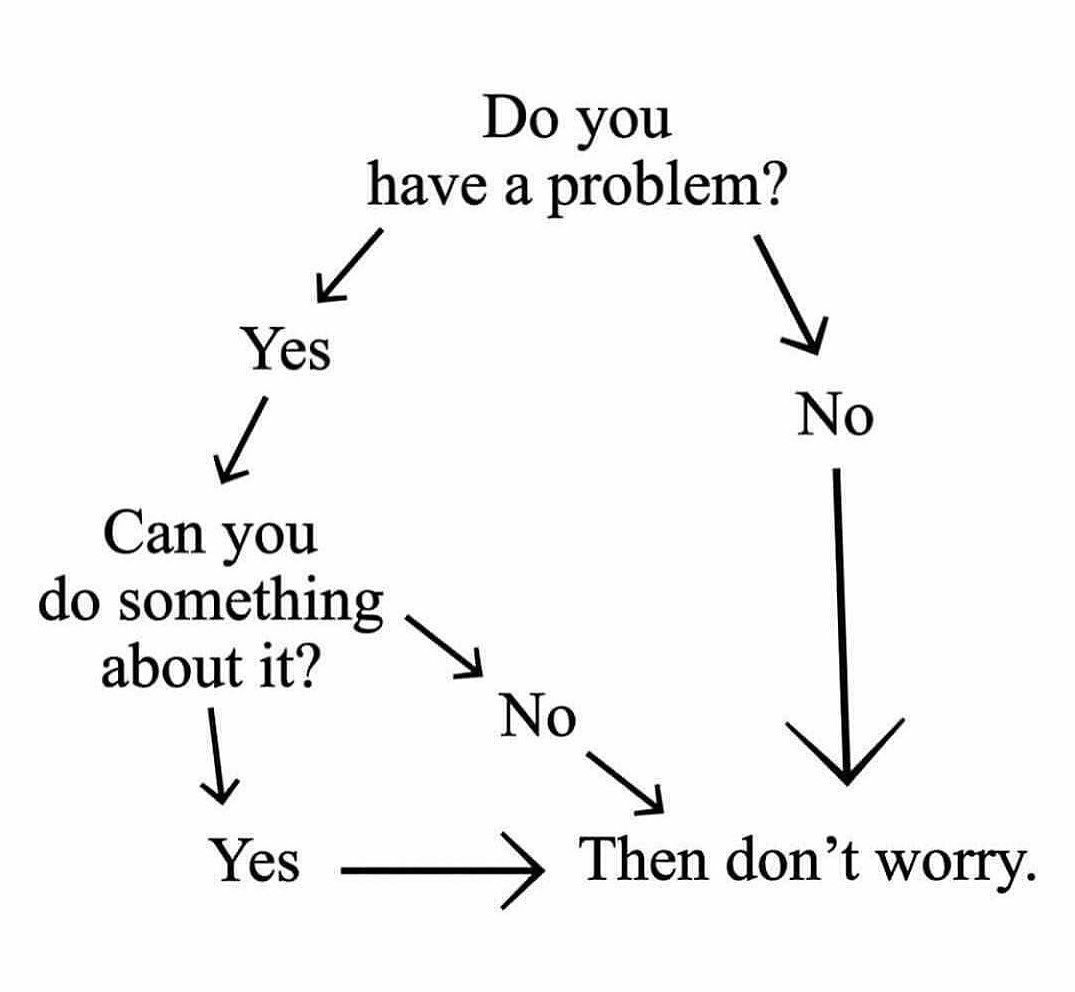 Do you
have a problem?
Yes
No
Can you
do something
about it?
No
Yes
Then don’t worry.